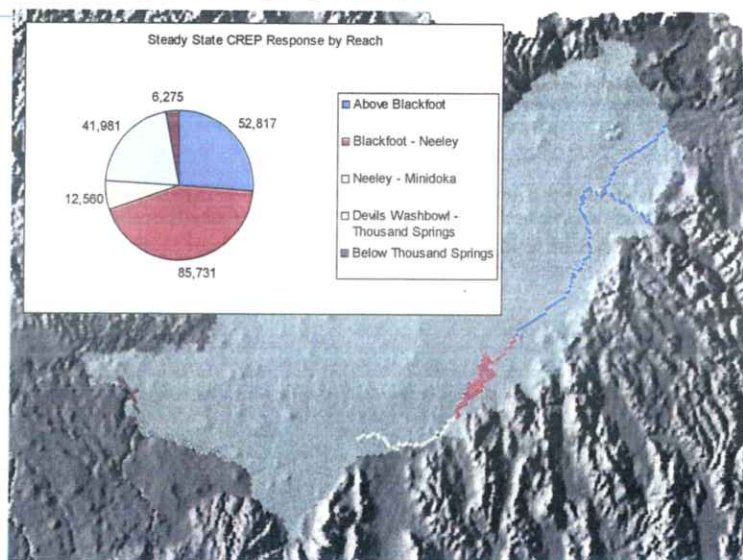 Steady State CREP Response by Reach
6,275
41,981
52,817
12,560
85,731
Above Blackfoot
Blackfoot - Neeley
Neeley - Minidoka
Devils Washbowl -
Thousand Springs
Below Thousand Springs